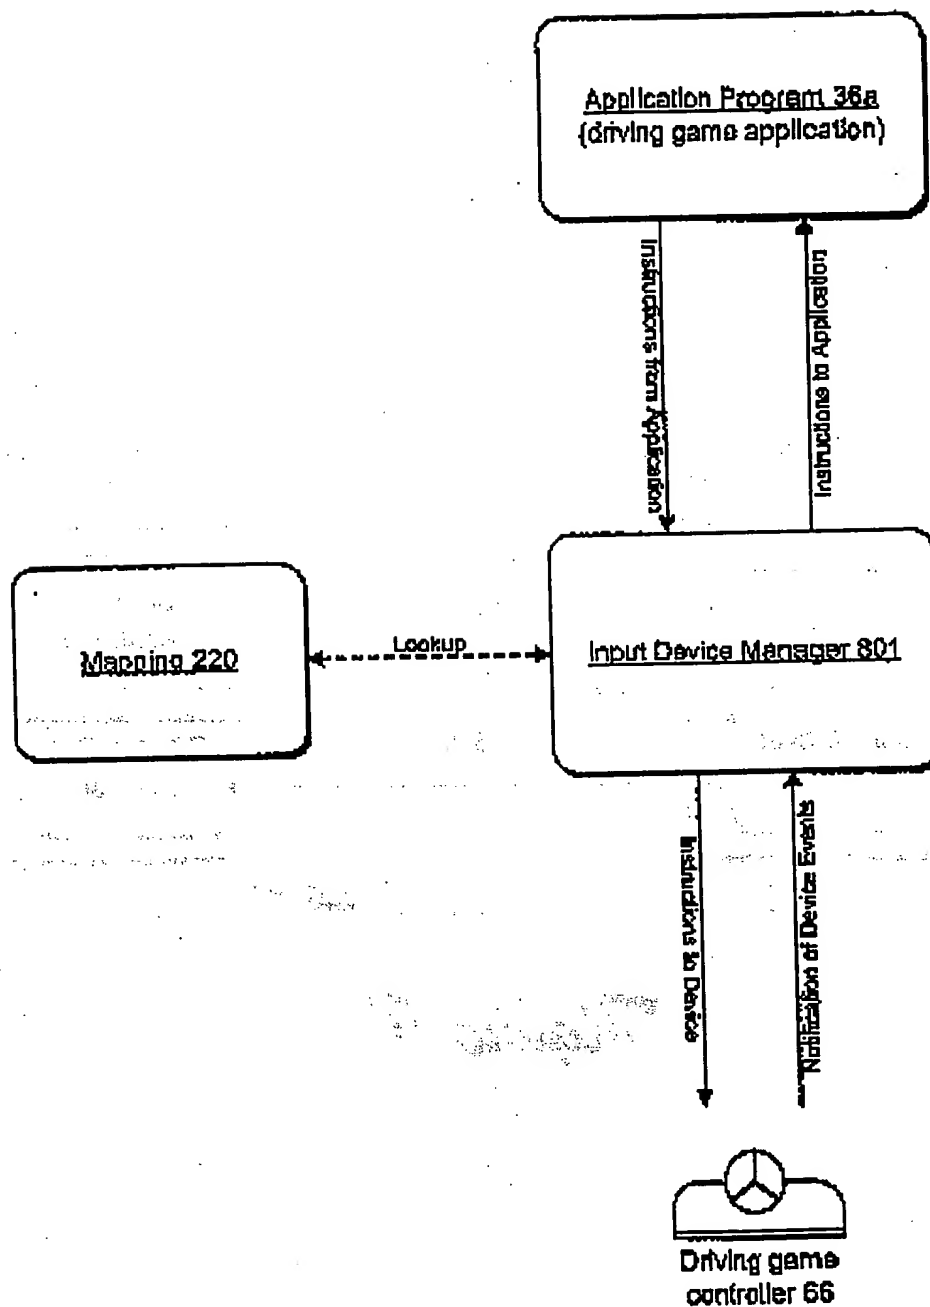 Application Program 36a
(driving game application)
Instructions from Application
Instructions to Application
Mapping 220
Lookup
Input Device Manager 801
Instructions to Device
Notification of Device Events
Driving game
controller 66